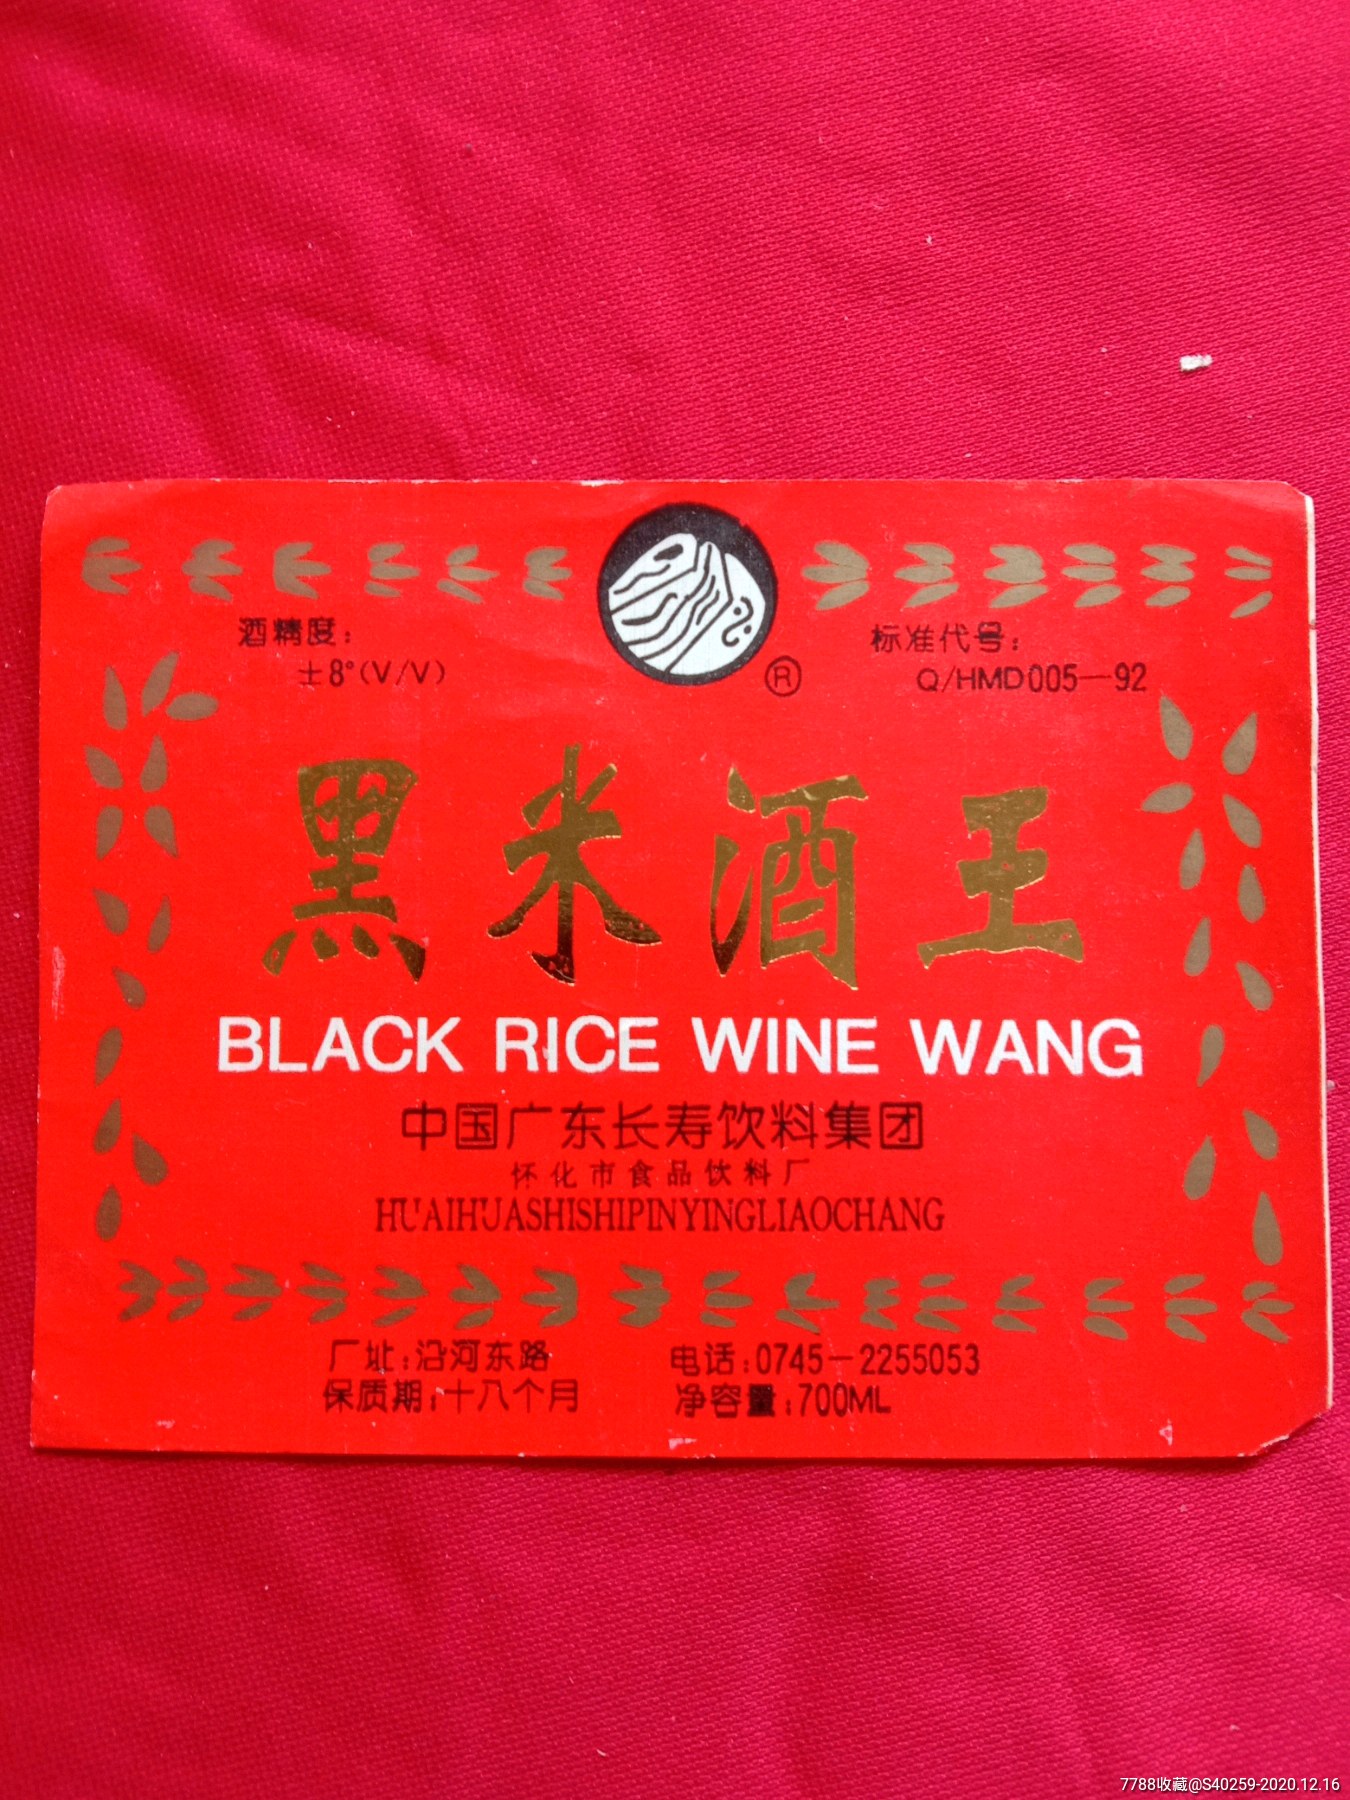 酒精度：
±8°(V/V)
®
标准代号：
Q/HMD005—92
黑米酒王
BLACK RICE WINE WANG
中国广东长寿饮料集团
怀化市食品饮料厂
HUAIHUASHISHIPINYINGLIAOCHANG
厂址：沿河东路
电话：0745－2255053
保质期：十八个月
净容量：700ML
7788收藏@S40259-2020.12.16